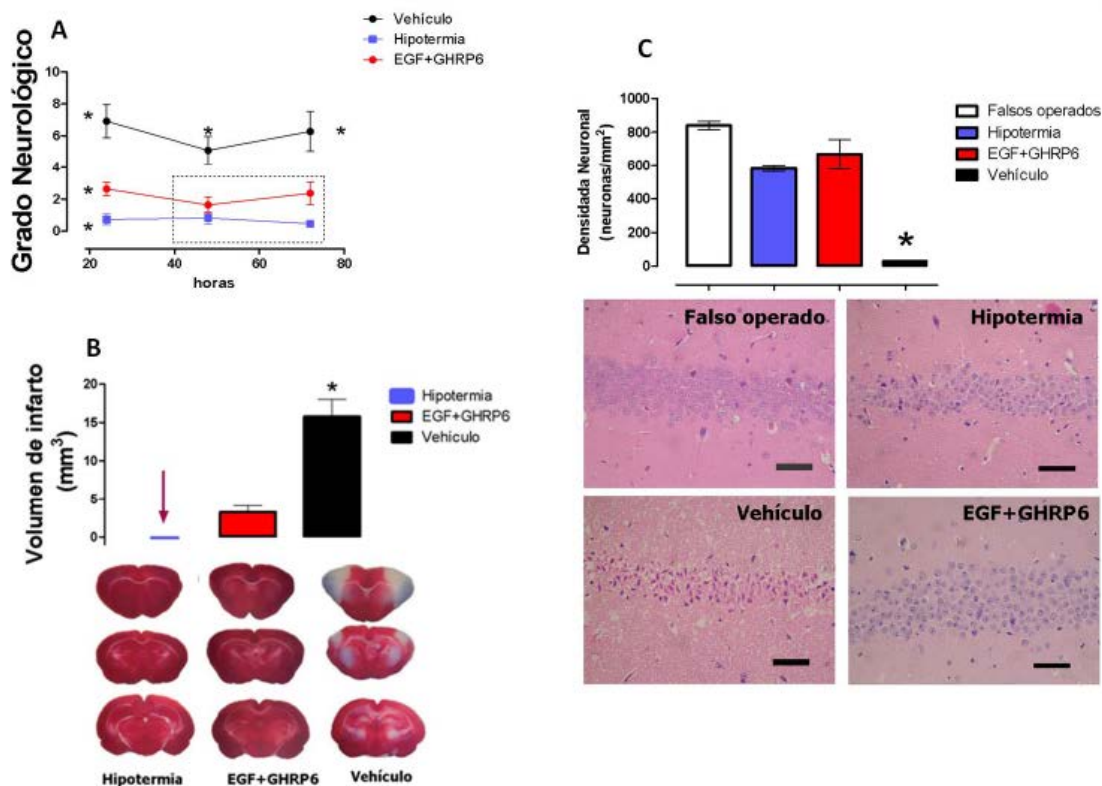 A
Vehículo
Hipotermia
EGF+GHRP6
Grado Neurológico
10
8
6
4
2
0
*
*
*
*
*
20
40
60
80
horas
B
Volumen de infarto
(mm3)
20
15
10
5
0
*
Hipotermia
EGF+GHRP6
Vehículo
Hipotermia
EGF+GHRP6
Vehículo
C
Densidada Neuronal
(neuronas/mm2)
1000
800
600
400
200
0
*
Falsos operados
Hipotermia
EGF+GHRP6
Vehículo
Falso operado
Hipotermia
Vehículo
EGF+GHRP6